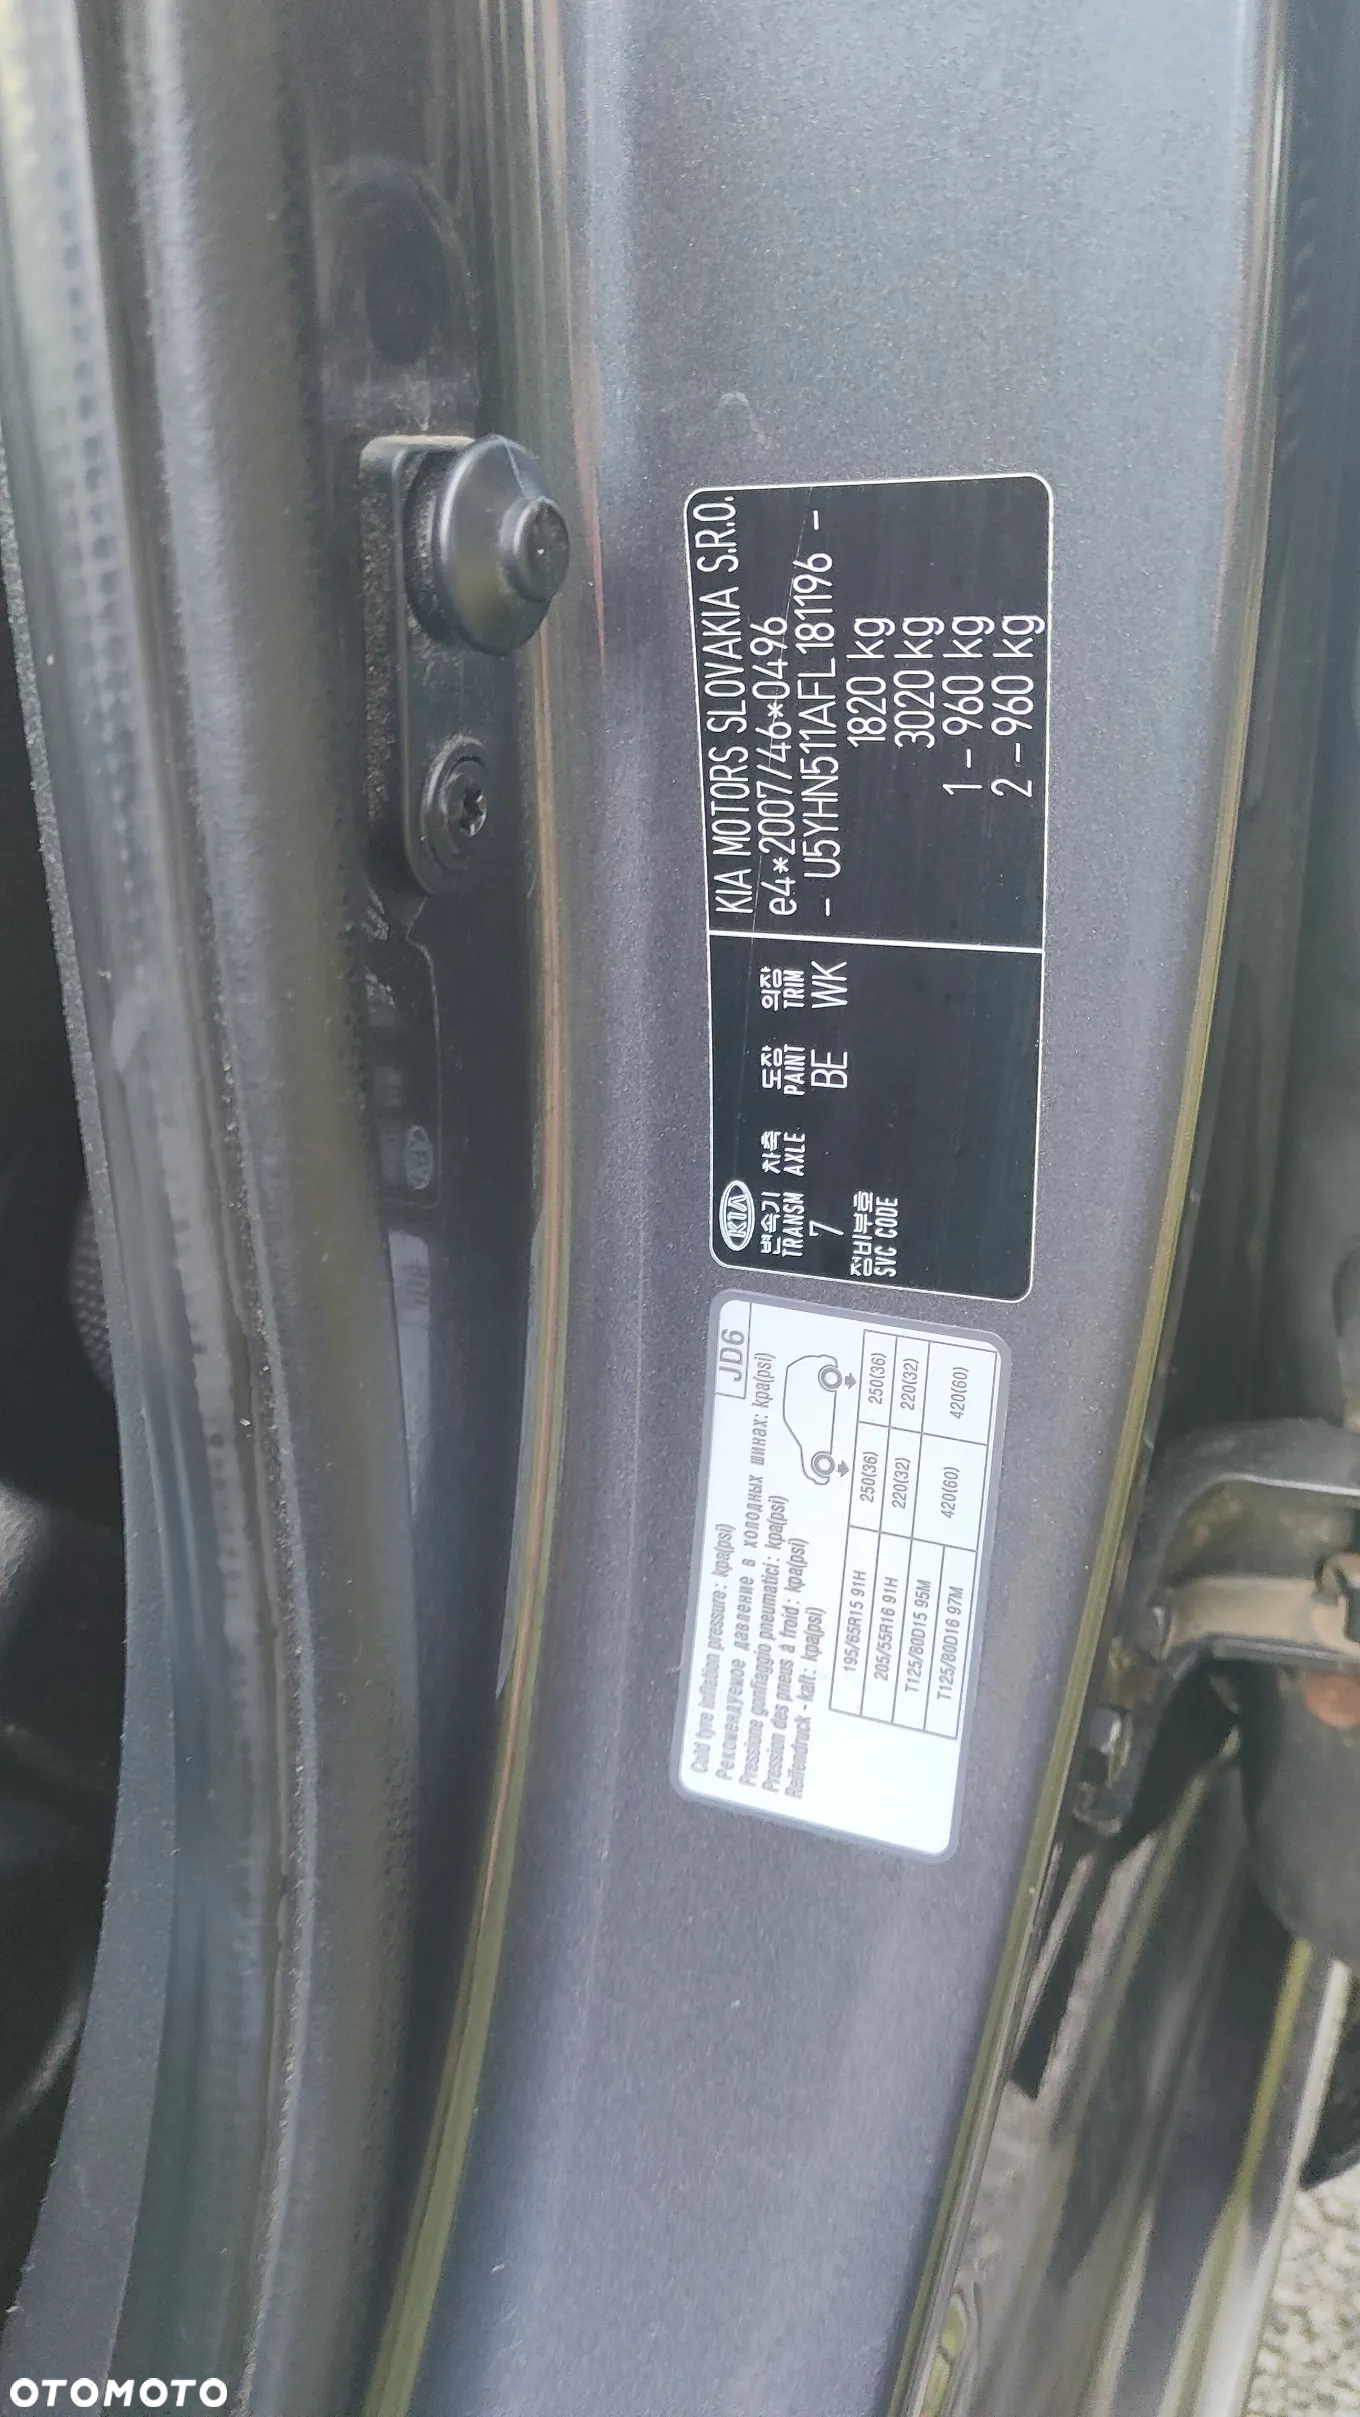 KIA MOTORS SLOVAKIA S.R.O.
e4*2007/46*0496
- U5YHN511AFL181196 -
1820 kg
3020 kg
1 - 960 kg
2 - 960 kg
KIA
변속기 차축 도장 의장
TRANSM AXLE PAINT TRIM
7 BE WK
정비부호
SVC CODE
JD6
Cold tyre inflation pressure: kpa(psi)
Рекомендуемое давление в холодных шинах: kpa(psi)
Pressione gonfiaggio pneumatici: kpa(psi)
Pression des pneus à froid: kpa(psi)
Reifendruck - kalt: kpa(psi)
195/65R15 91H 250(36) 250(36)
205/55R16 91H 220(32) 220(32)
T125/80D15 95M 420(60) 420(60)
T125/80D16 97M
OTOMOTO